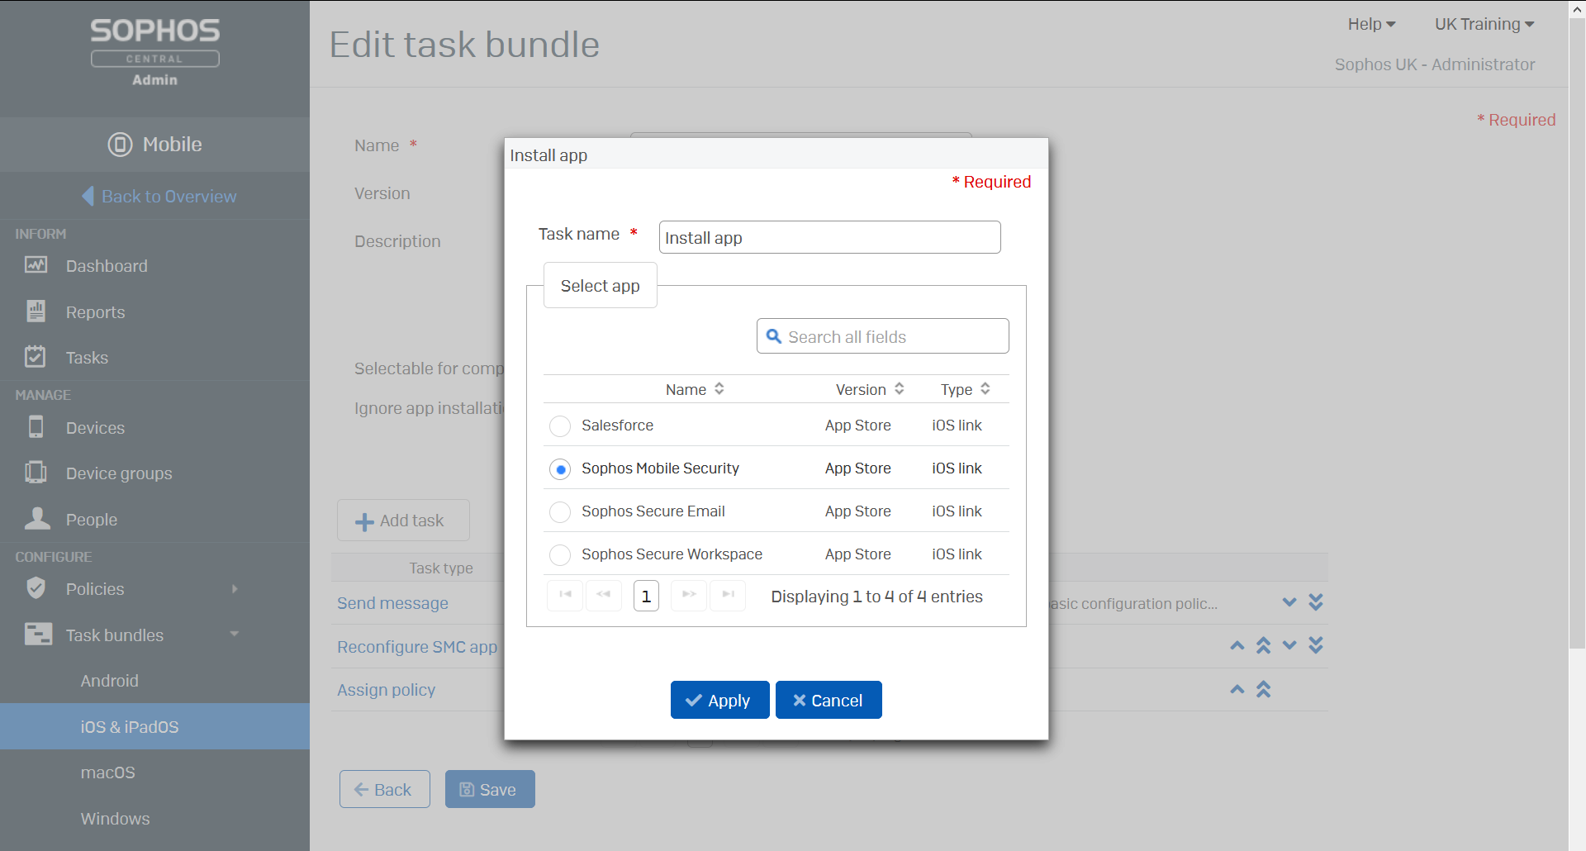 SOPHOS
CENTRAL
Admin
Mobile
Back to Overview
INFORM
Dashboard
Reports
Tasks
MANAGE
Devices
Device groups
People
CONFIGURE
Policies
Task bundles
Android
iOS & iPadOS
macOS
Windows
Edit task bundle
Help
UK Training
Sophos UK - Administrator
* Required
Name *
Version
Description
Selectable for comp
Ignore app installati
Add task
Task type
Send message
asic configuration polic...
Reconfigure SMC app
Assign policy
Back
Save
Install app
* Required
Task name *
Install app
Select app
Search all fields
Name Version Type
Salesforce App Store iOS link
Sophos Mobile Security App Store iOS link
Sophos Secure Email App Store iOS link
Sophos Secure Workspace App Store iOS link
1 Displaying 1 to 4 of 4 entries
Apply
Cancel